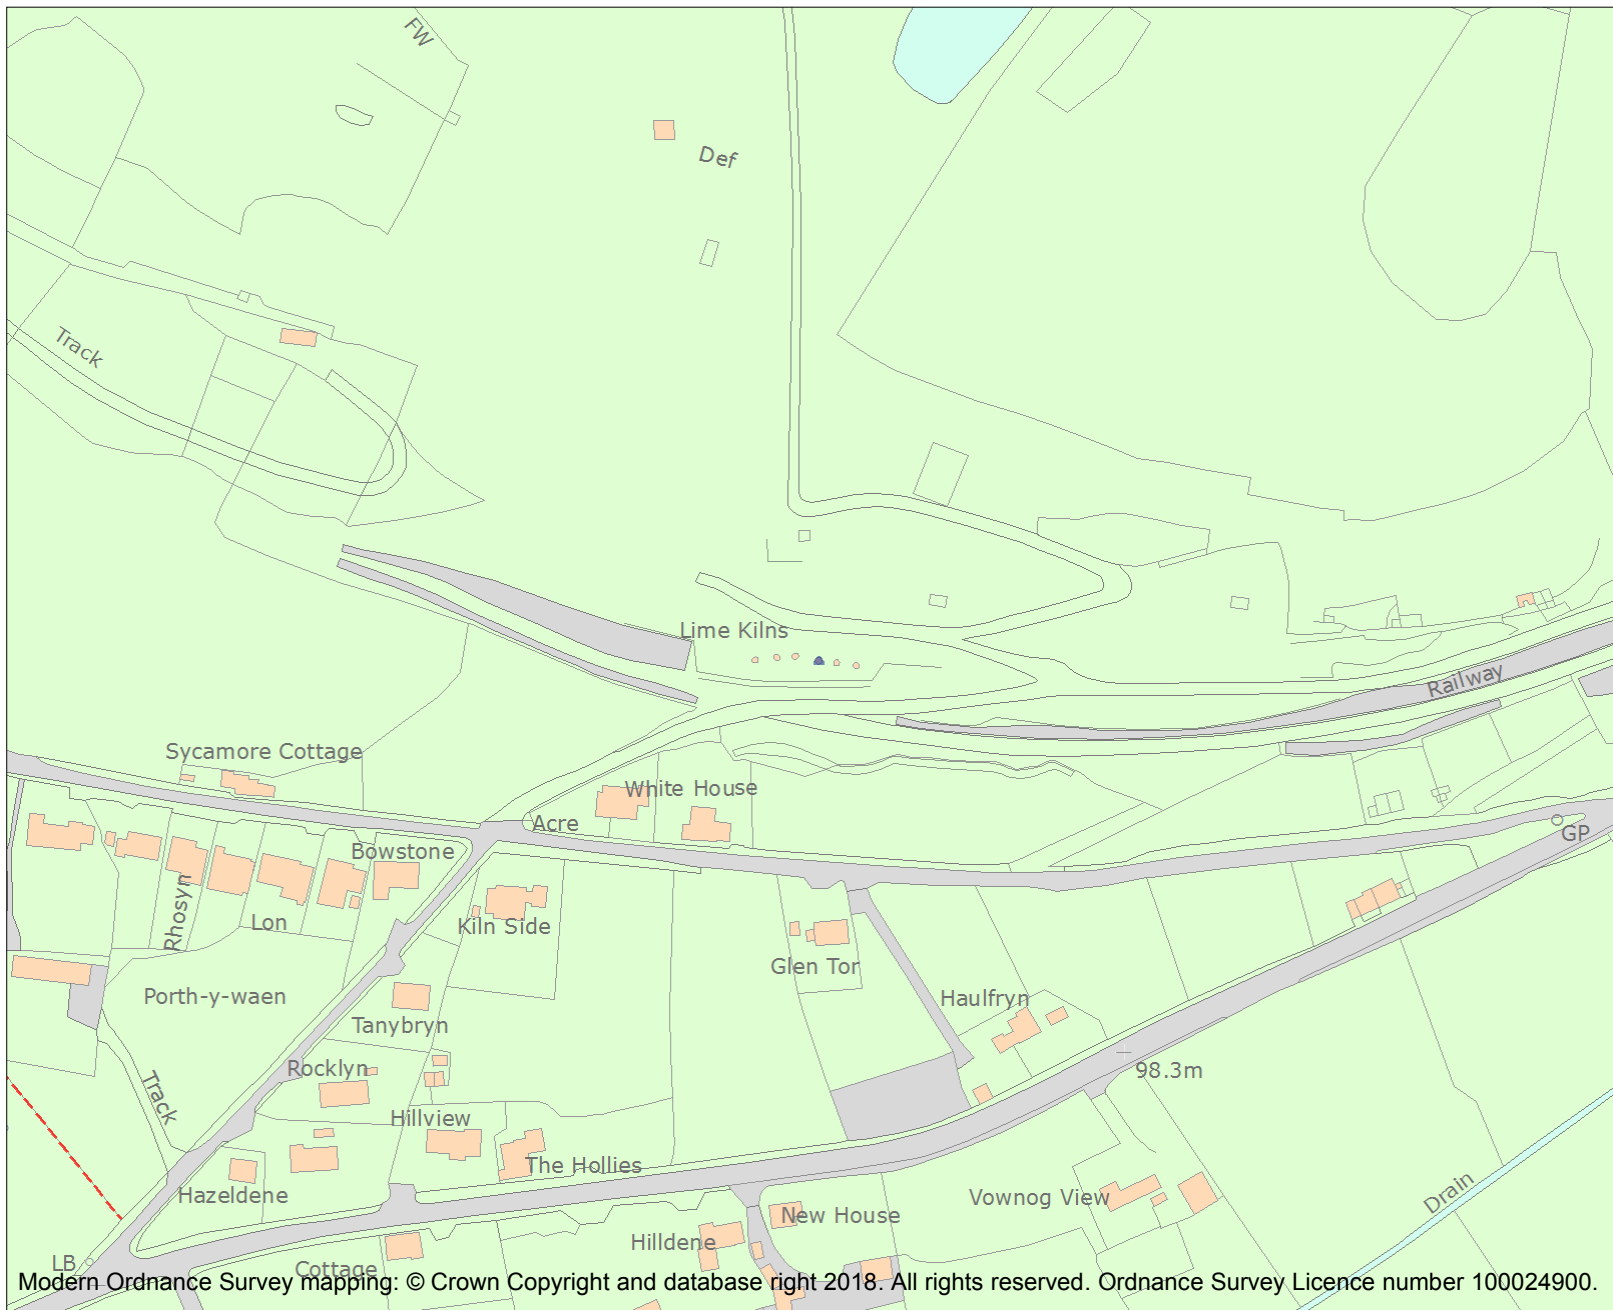 FW
Def
Track
Lime Kilns
Railway
Sycamore Cottage
White House
Acre
GP
Bowstone
Rhosyn
Lon
Kiln Side
Glen Tor
Porth-y-waen
Haulfryn
Tanybryn
Rocklyn
98.3m
Track
Hillview
The Hollies
Hazeldene
Vownog View
Drain
New House
Hilldene
LB
Cottage
Modern Ordnance Survey mapping: © Crown Copyright and database right 2018. All rights reserved. Ordnance Survey Licence number 100024900.